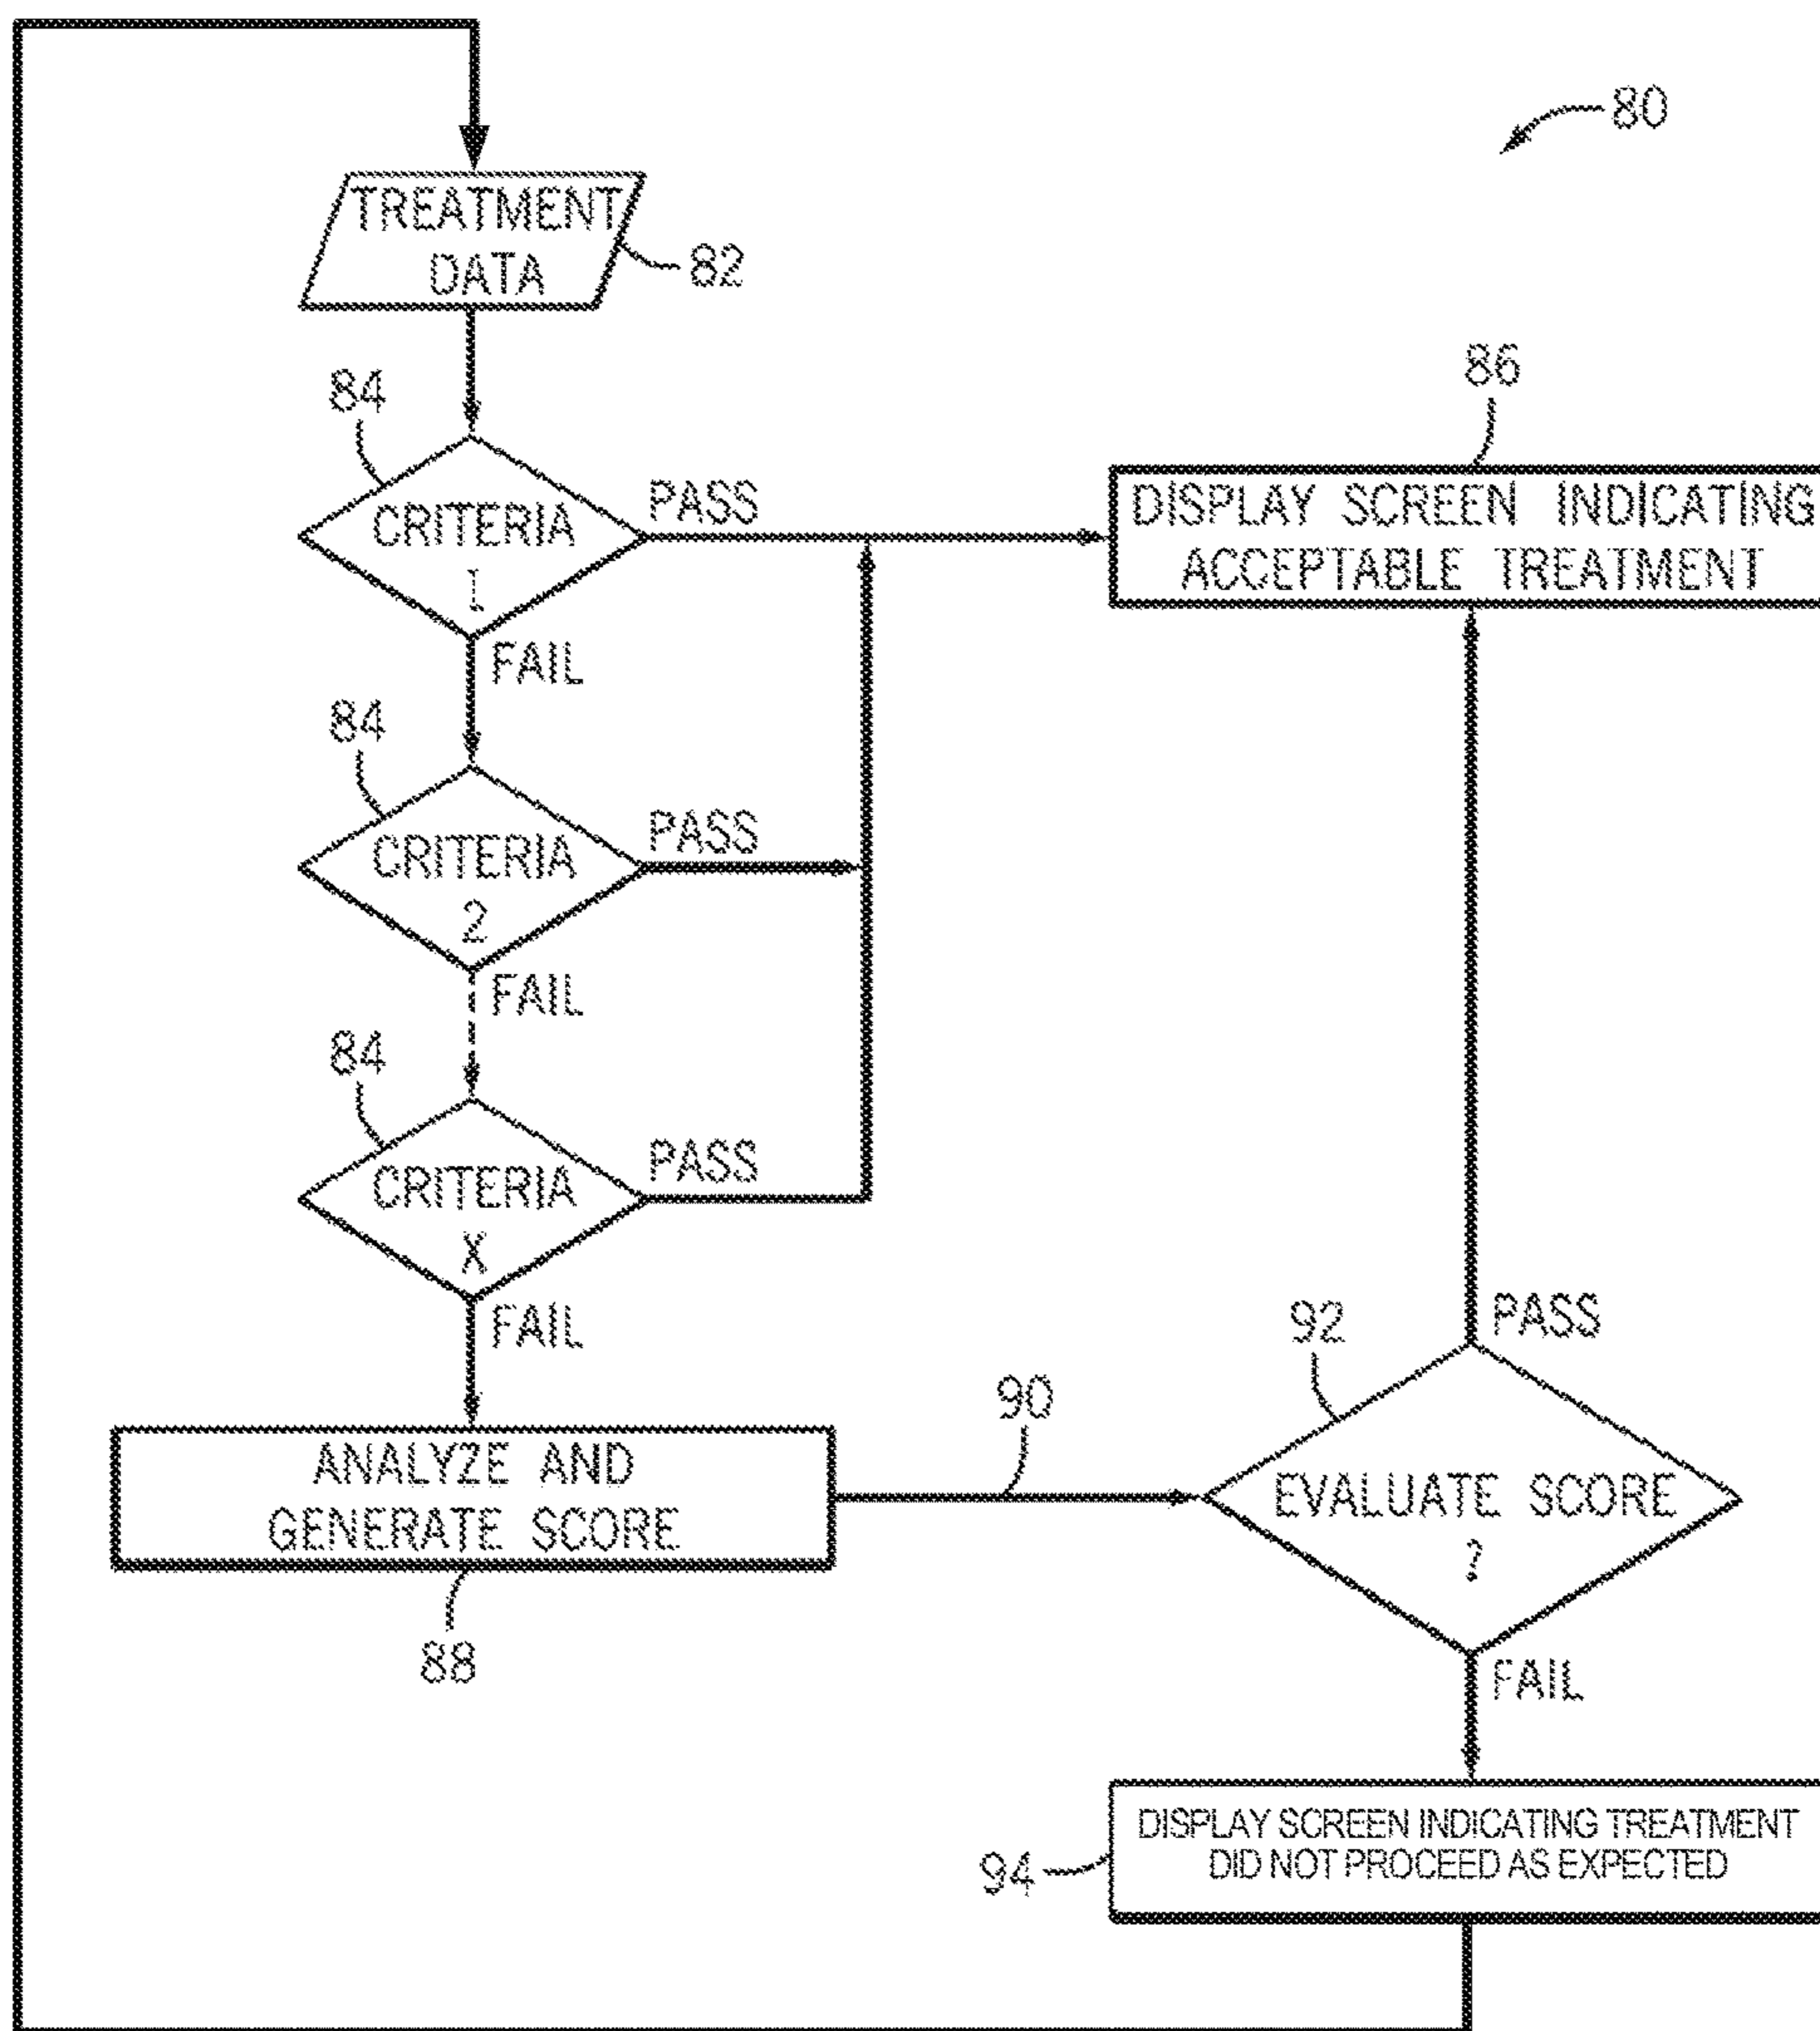 80
TREATMENT
DATA
82
84
CRITERIA
1
PASS
FAIL
86
DISPLAY SCREEN INDICATING
ACCEPTABLE TREATMENT
84
CRITERIA
2
PASS
FAIL
84
CRITERIA
X
PASS
FAIL
ANALYZE AND
GENERATE SCORE
88
90
92
PASS
EVALUATE SCORE
?
FAIL
DISPLAY SCREEN INDICATING TREATMENT
DID NOT PROCEED AS EXPECTED
94